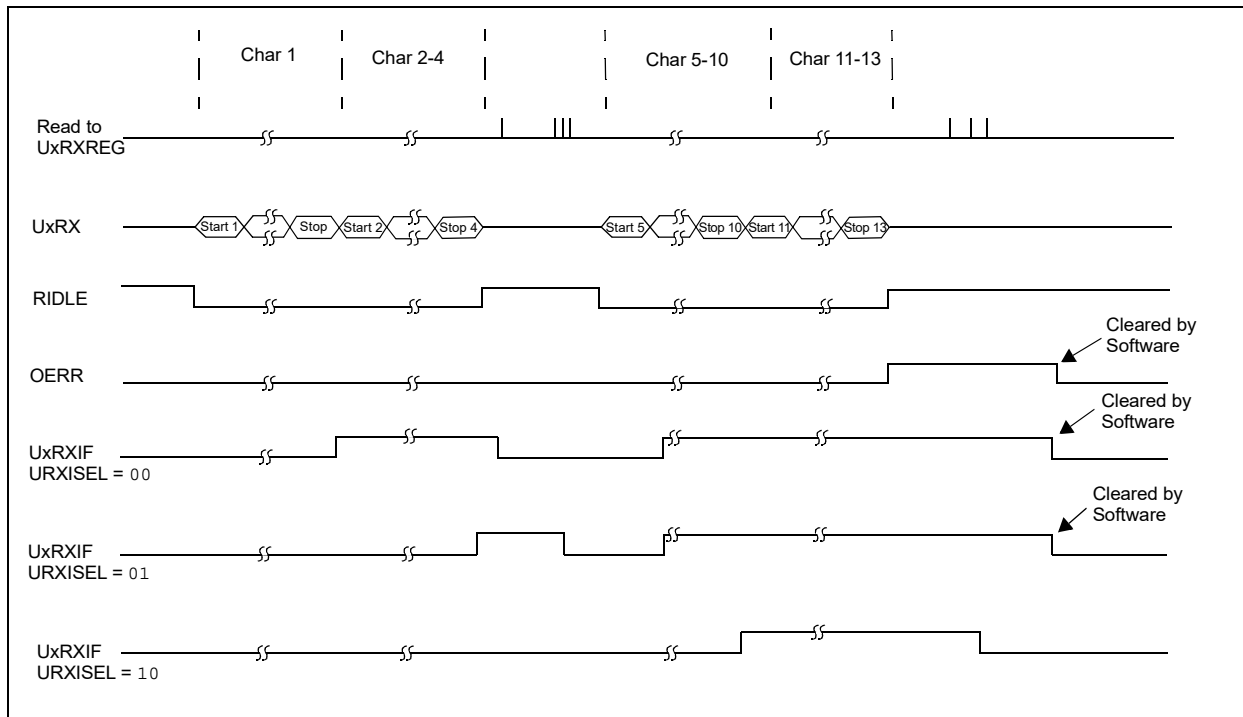 Char 1
Char 2-4
Char 5-10
Char 11-13
Read to
UxRXREG
UxRX
Start 1
Stop
Start 2
Stop 4
Start 5
Stop 10
Start 11
Stop 13
RIDLE
Cleared by
Software
OERR
Cleared by
Software
UxRXIF
URXISEL = 00
Cleared by
Software
UxRXIF
URXISEL = 01
UxRXIF
URXISEL = 10